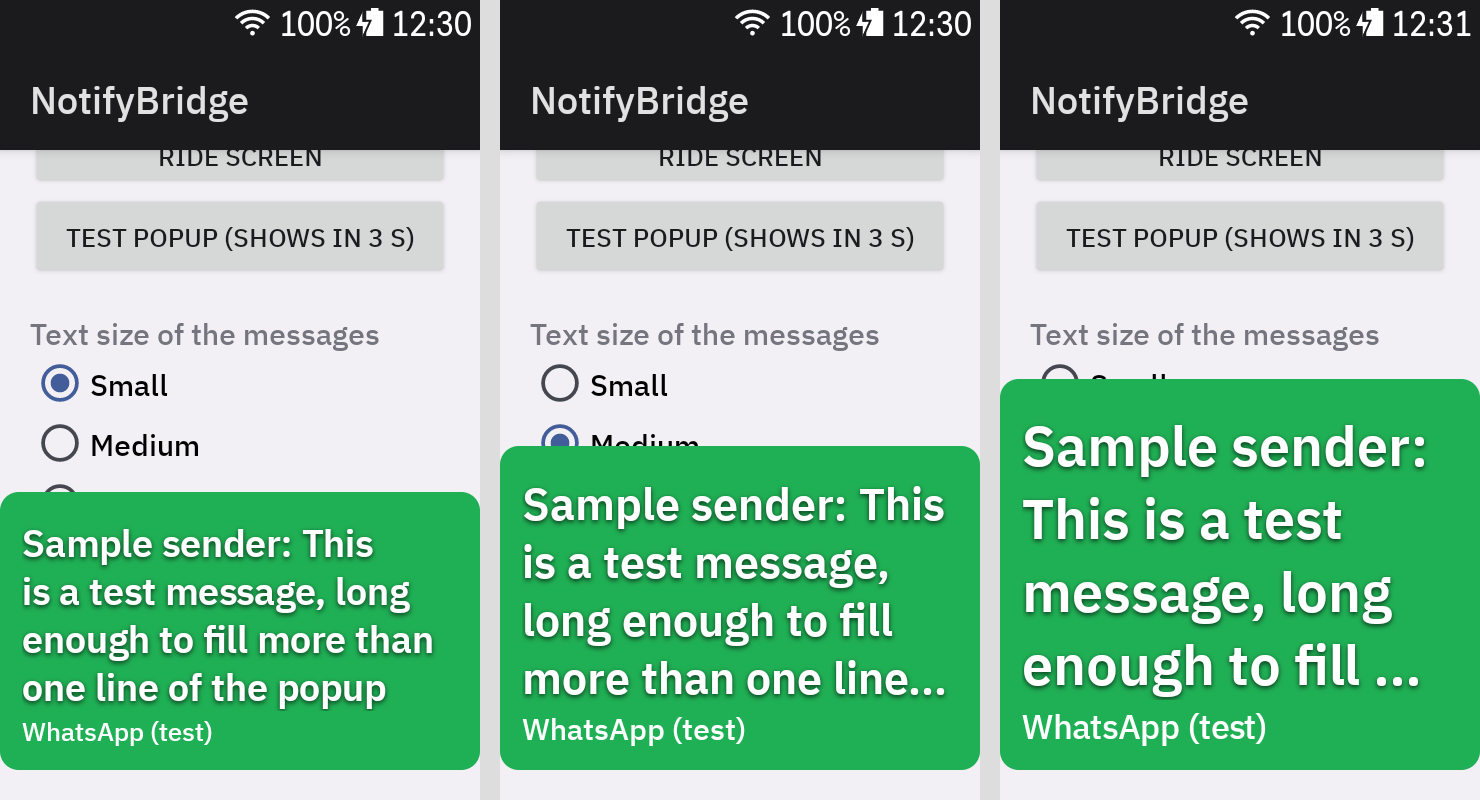 100% 12:30
NotifyBridge
RIDE SCREEN
TEST POPUP (SHOWS IN 3 S)
Text size of the messages
Small
Medium
Sample sender: This
is a test message, long
enough to fill more than
one line of the popup
WhatsApp (test)
100% 12:30
NotifyBridge
RIDE SCREEN
TEST POPUP (SHOWS IN 3 S)
Text size of the messages
Small
Medium
Sample sender: This
is a test message,
long enough to fill
more than one line...
WhatsApp (test)
100% 12:31
NotifyBridge
RIDE SCREEN
TEST POPUP (SHOWS IN 3 S)
Text size of the messages
Small
Sample sender:
This is a test
message, long
enough to fill ...
WhatsApp (test)